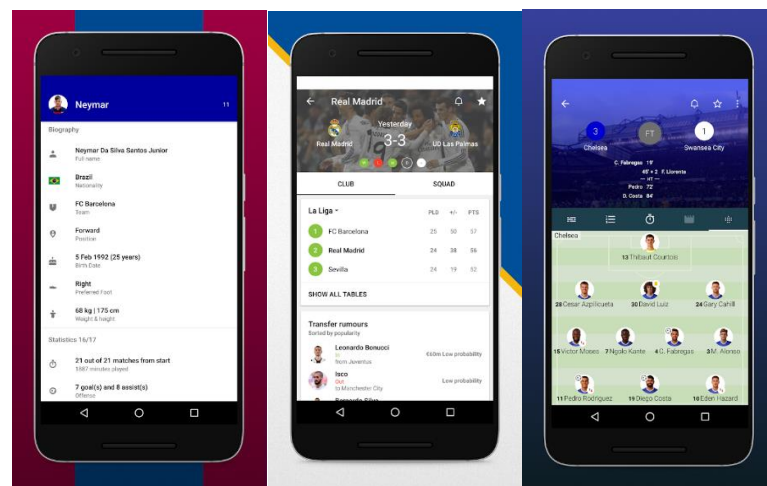 Neymar
11
Biography
Neymar Da Silva Santos Junior
Full name
Brazil
Nationality
FC Barcelona
Team
Forward
Position
5 Feb 1992 (25 years)
Birth Date
Right
Preferred Foot
68 kg | 175 cm
Weight & height
Statistics 16/17
21 out of 21 matches from start
1887 minutes played
7 goal(s) and 8 assist(s)
Offense
Real Madrid
Yesterday
Real Madrid
3-3
UD Las Palmas
CLUB
SQUAD
La Liga
PLD +/- PTS
1 FC Barcelona 25 50 57
2 Real Madrid 24 38 56
3 Sevilla 24 19 52
SHOW ALL TABLES
Transfer rumours
Sorted by popularity
Leonardo Bonucci
In
from Juventus
€60m Low probability
Isco
Out
to Manchester City
Low probability
3
FT
1
Chelsea
Swansea City
C. Fabregas 19'
45' + 2 F. Llorente
— HT —
Pedro 72'
D. Costa 84'
Chelsea
13 Thibaut Courtois
28 Cesar Azpilicueta
30 David Luiz
24 Gary Cahill
15 Victor Moses
7 Ngolo Kante
4 C. Fabregas
3 M. Alonso
11 Pedro Rodriguez
19 Diego Costa
10 Eden Hazard